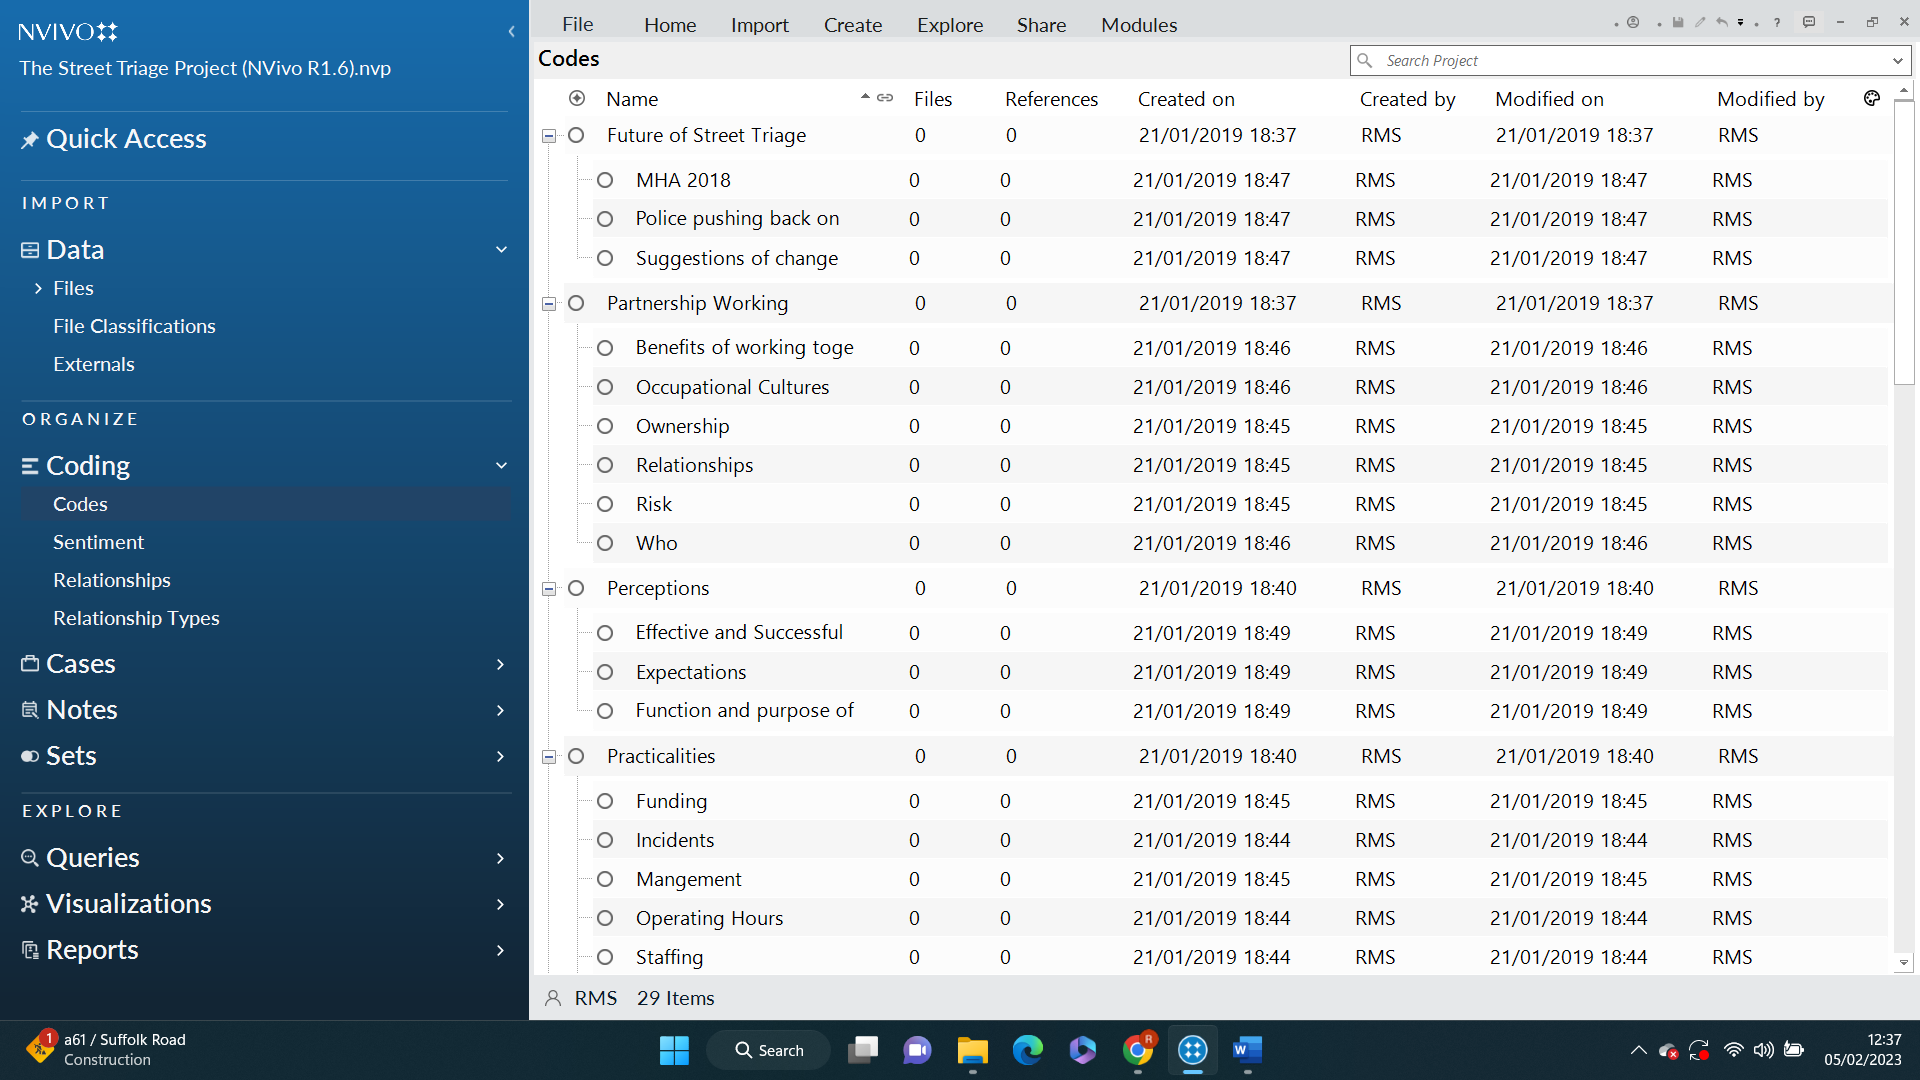 NVIVO
The Street Triage Project (NVivo R1.6).nvp
Quick Access
IMPORT
Data
Files
File Classifications
Externals
ORGANIZE
Coding
Codes
Sentiment
Relationships
Relationship Types
Cases
Notes
Sets
EXPLORE
Queries
Visualizations
Reports
File Home Import Create Explore Share Modules
Codes
Search Project
Name Files References Created on Created by Modified on Modified by
Future of Street Triage 0 0 21/01/2019 18:37 RMS 21/01/2019 18:37 RMS
MHA 2018 0 0 21/01/2019 18:47 RMS 21/01/2019 18:47 RMS
Police pushing back on 0 0 21/01/2019 18:47 RMS 21/01/2019 18:47 RMS
Suggestions of change 0 0 21/01/2019 18:47 RMS 21/01/2019 18:47 RMS
Partnership Working 0 0 21/01/2019 18:37 RMS 21/01/2019 18:37 RMS
Benefits of working toge 0 0 21/01/2019 18:46 RMS 21/01/2019 18:46 RMS
Occupational Cultures 0 0 21/01/2019 18:46 RMS 21/01/2019 18:46 RMS
Ownership 0 0 21/01/2019 18:45 RMS 21/01/2019 18:45 RMS
Relationships 0 0 21/01/2019 18:45 RMS 21/01/2019 18:45 RMS
Risk 0 0 21/01/2019 18:45 RMS 21/01/2019 18:45 RMS
Who 0 0 21/01/2019 18:46 RMS 21/01/2019 18:46 RMS
Perceptions 0 0 21/01/2019 18:40 RMS 21/01/2019 18:40 RMS
Effective and Successful 0 0 21/01/2019 18:49 RMS 21/01/2019 18:49 RMS
Expectations 0 0 21/01/2019 18:49 RMS 21/01/2019 18:49 RMS
Function and purpose of 0 0 21/01/2019 18:49 RMS 21/01/2019 18:49 RMS
Practicalities 0 0 21/01/2019 18:40 RMS 21/01/2019 18:40 RMS
Funding 0 0 21/01/2019 18:45 RMS 21/01/2019 18:45 RMS
Incidents 0 0 21/01/2019 18:44 RMS 21/01/2019 18:44 RMS
Mangement 0 0 21/01/2019 18:45 RMS 21/01/2019 18:45 RMS
Operating Hours 0 0 21/01/2019 18:44 RMS 21/01/2019 18:44 RMS
Staffing 0 0 21/01/2019 18:44 RMS 21/01/2019 18:44 RMS
RMS 29 Items
1
a61 / Suffolk Road
Construction
Search
R
W
12:37
05/02/2023